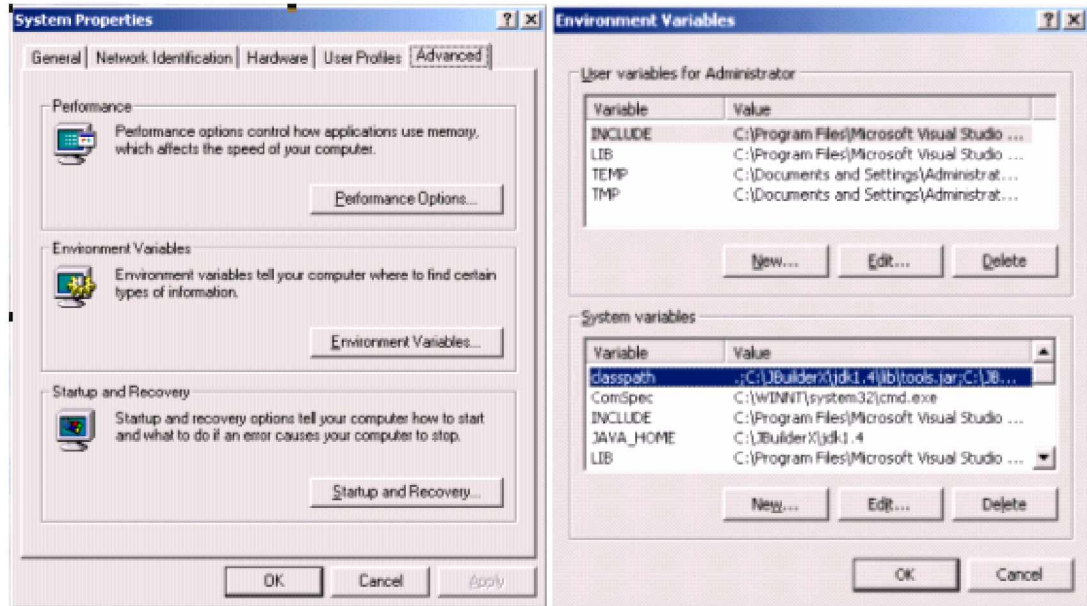 System Properties
General Network Identification Hardware User Profiles Advanced
Performance
Performance options control how applications use memory,
which affects the speed of your computer.
Performance Options...
Environment Variables
Environment variables tell your computer where to find certain
types of information.
Environment Variables...
Startup and Recovery
Startup and recovery options tell your computer how to start
and what to do if an error causes your computer to stop.
Startup and Recovery...
OK Cancel Apply
Environment Variables
User variables for Administrator
Variable Value
INCLUDE C:\Program Files\Microsoft Visual Studio ...
LIB C:\Program Files\Microsoft Visual Studio ...
TEMP C:\Documents and Settings\Administrat...
TMP C:\Documents and Settings\Administrat...
New... Edit... Delete
System variables
Variable Value
classpath .;C:\JBuilderX\jdk1.4\lib\tools.jar;C:\JB...
ComSpec C:\WINNT\system32\cmd.exe
INCLUDE C:\Program Files\Microsoft Visual Studio ...
JAVA_HOME C:\JBuilderX\jdk1.4
LIB C:\Program Files\Microsoft Visual Studio ...
New... Edit... Delete
OK Cancel